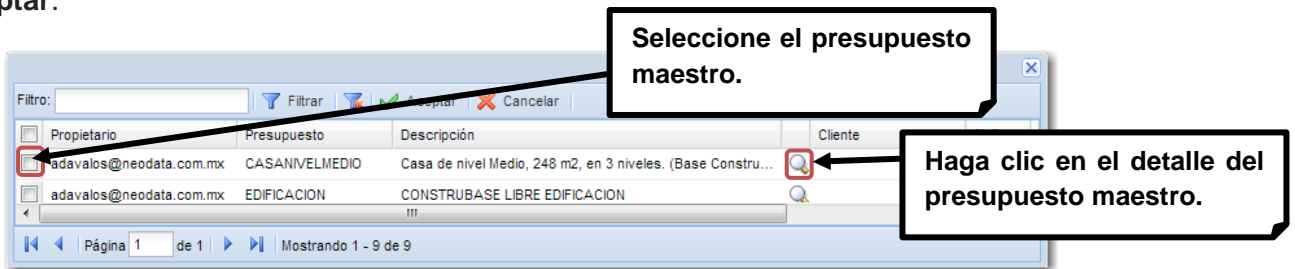 ptar.
Seleccione el presupuesto
maestro.
Filtro: Filtrar Aceptar Cancelar
Propietario Presupuesto Descripción Cliente
adavalos@neodata.com.mx CASANIVELMEDIO Casa de nivel Medio, 248 m2, en 3 niveles. (Base Constru...
Haga clic en el detalle del
presupuesto maestro.
adavalos@neodata.com.mx EDIFICACION CONSTRUBASE LIBRE EDIFICACION
Página 1 de 1 Mostrando 1 - 9 de 9